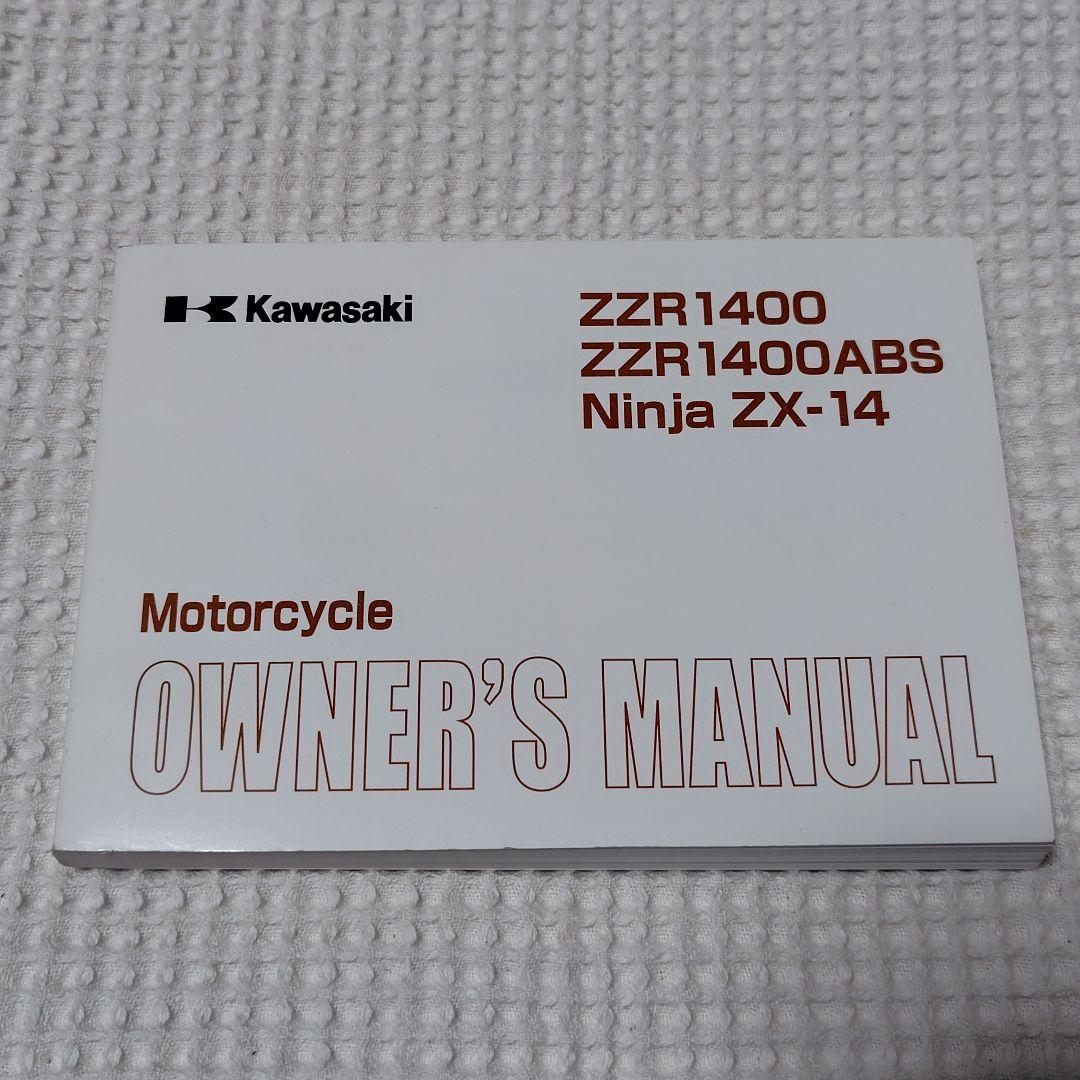 Kawasaki
ZZR1400
ZZR1400ABS
Ninja ZX-14
Motorcycle
OWNER'S MANUAL